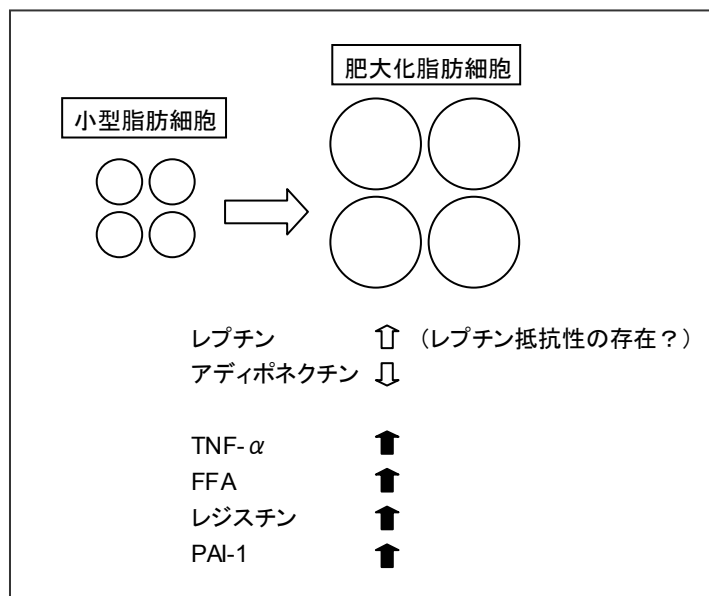 肥大化脂肪細胞
小型脂肪細胞
レプチン ⇧ (レプチン抵抗性の存在?)
アディポネクチン ⇩
TNF-α ⬆
FFA ⬆
レジスチン ⬆
PAI-1 ⬆